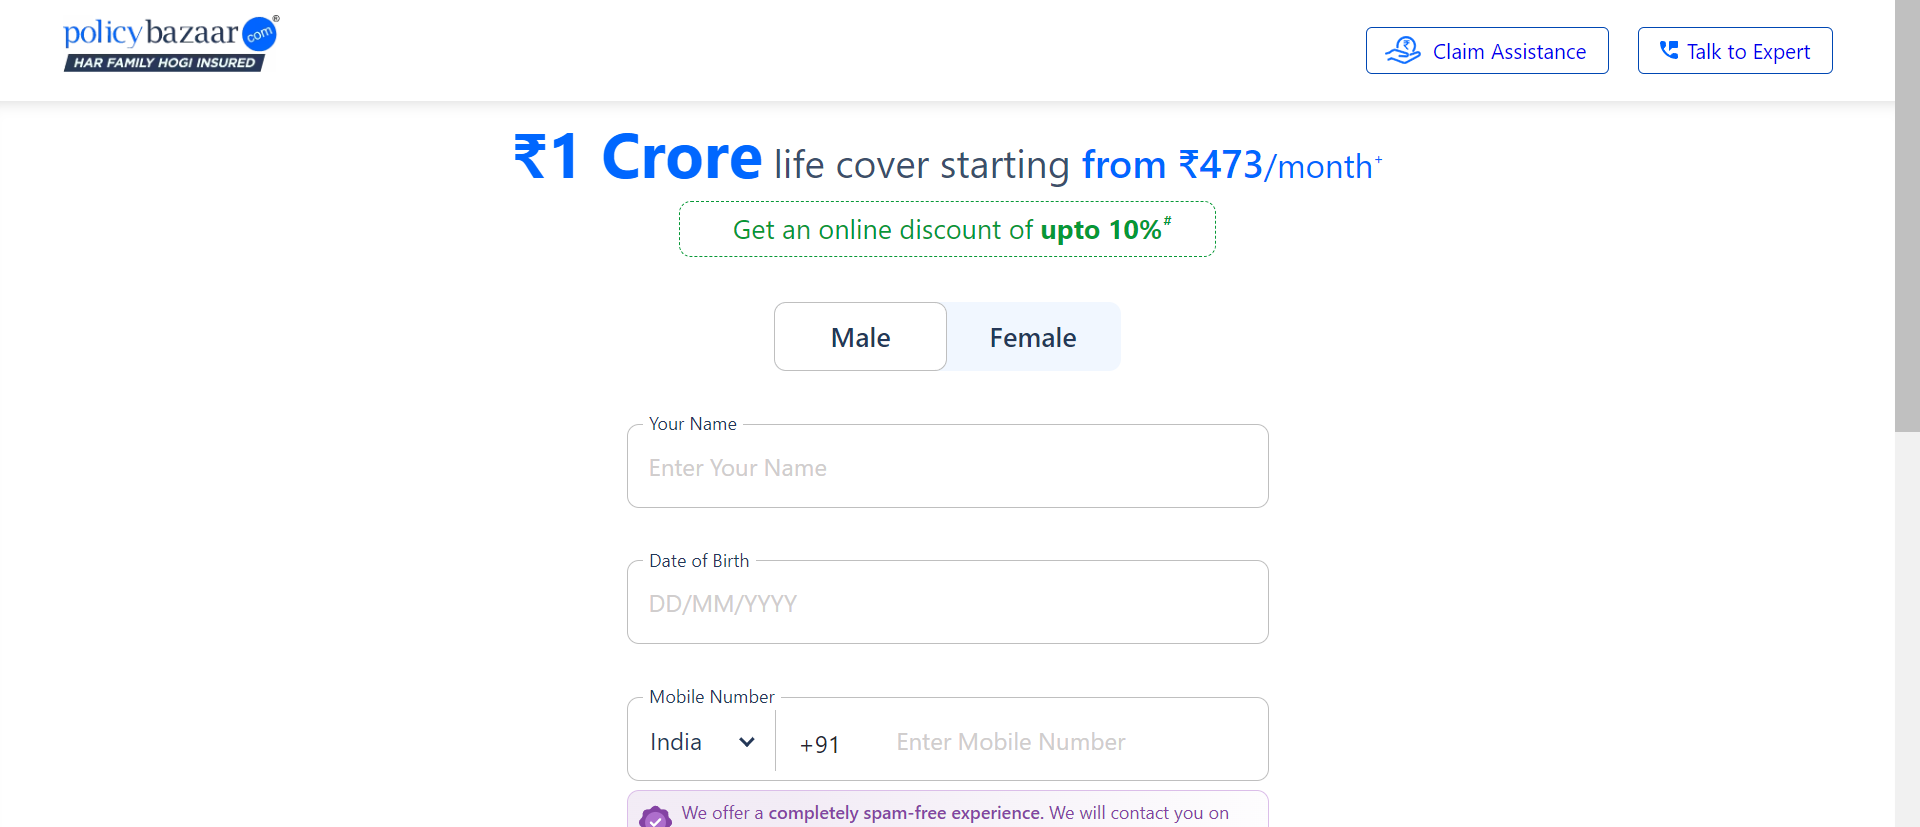 policybazaar com®
HAR FAMILY HOGI INSURED
Claim Assistance
Talk to Expert
₹1 Crore life cover starting from ₹473/month+
Get an online discount of upto 10%#
Male
Female
Your Name
Enter Your Name
Date of Birth
DD/MM/YYYY
Mobile Number
India
+91
Enter Mobile Number
We offer a completely spam-free experience. We will contact you on